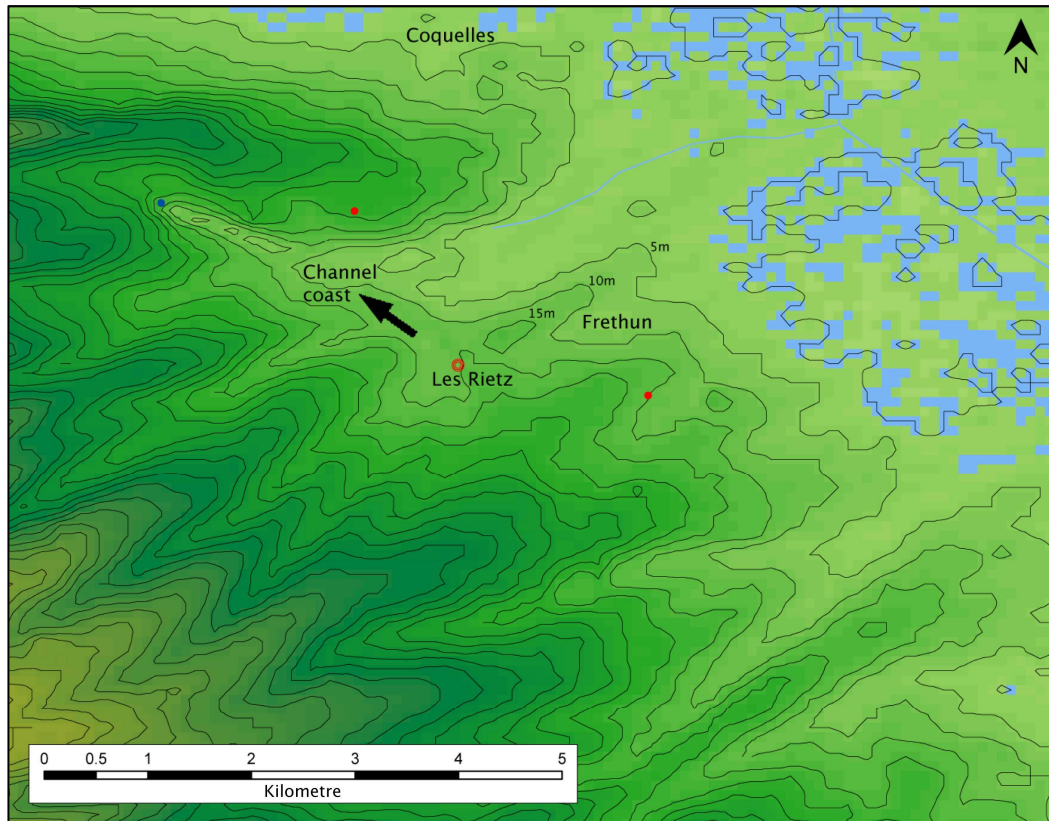 Coquelles
N
5m
Channel
coast
10m
15m
Frethun
Les Rietz
0 0.5 1 2 3 4 5
Kilometre